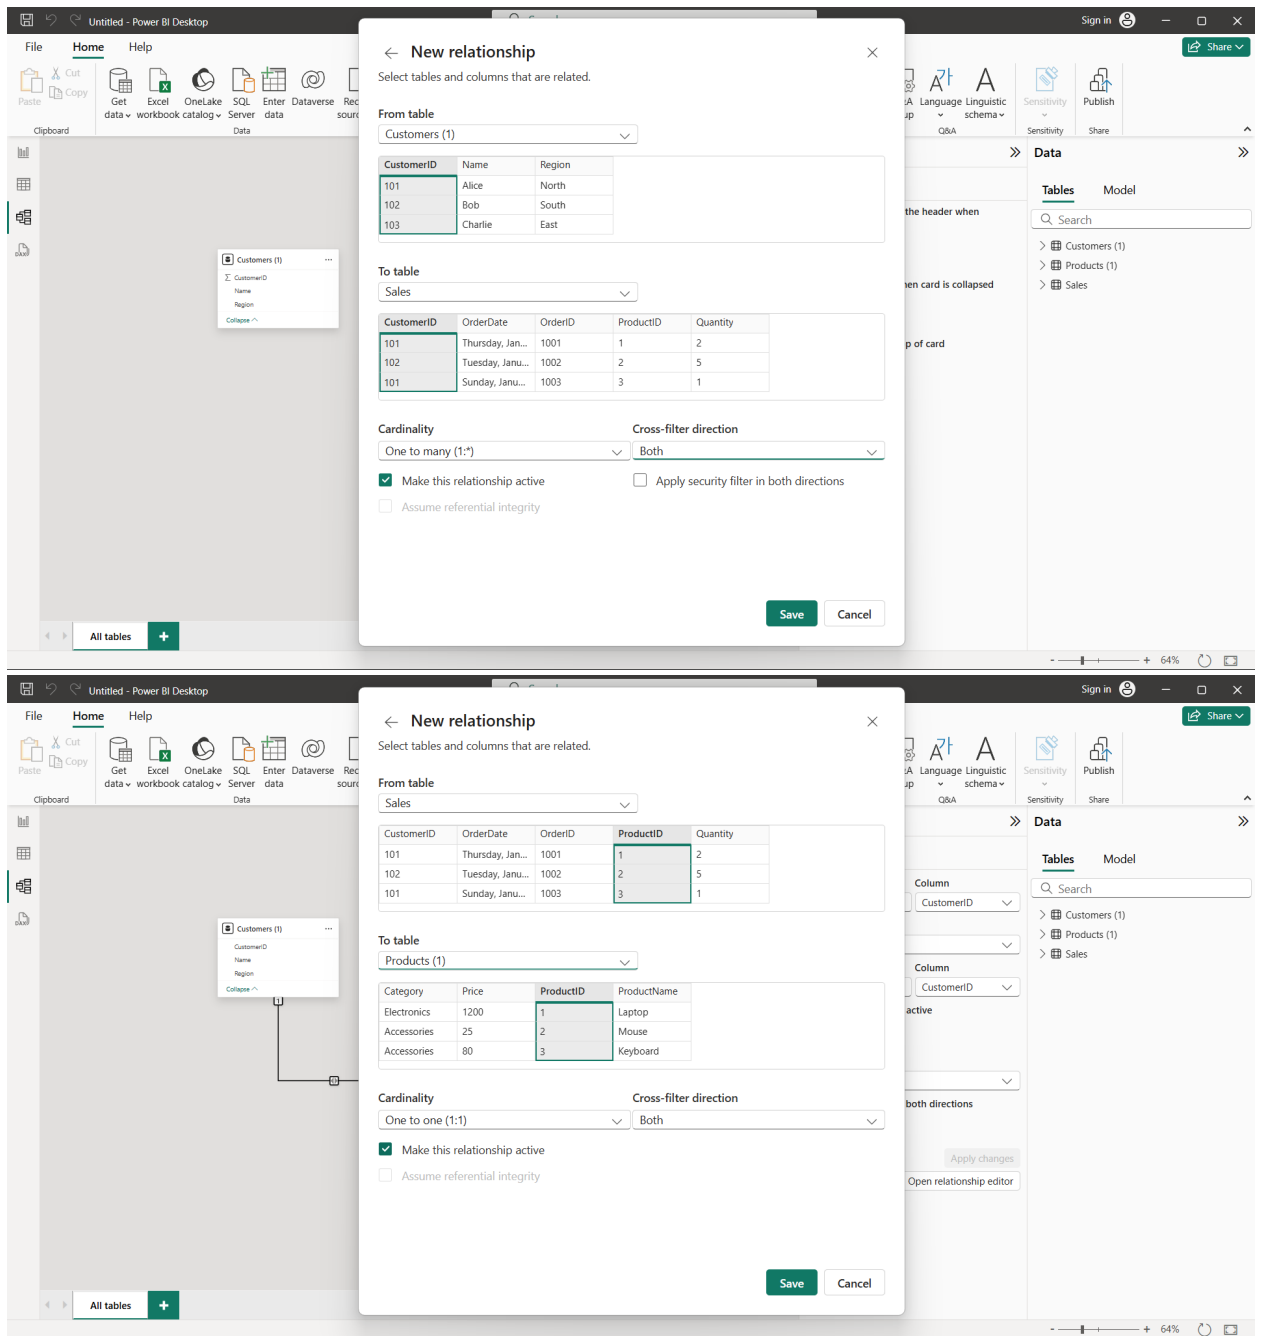 Untitled - Power BI Desktop
Sign in
File Home Help
Share
Paste
Cut
Copy
Get data
Excel workbook
OneLake catalog
SQL Server
Enter data
Dataverse
Language
Linguistic schema
Sensitivity
Publish
Clipboard
Data
Q&A
Sensitivity
Share
New relationship
Select tables and columns that are related.
From table
Customers (1)
CustomerID Name Region
101 Alice North
102 Bob South
103 Charlie East
To table
Sales
CustomerID OrderDate OrderID ProductID Quantity
101 Thursday, Jan... 1001 1 2
102 Tuesday, Janu... 1002 2 5
101 Sunday, Janu... 1003 3 1
Cardinality
Cross-filter direction
One to many (1:*)
Both
Make this relationship active
Apply security filter in both directions
Assume referential integrity
Save
Cancel
Customers (1)
CustomerID
Name
Region
Collapse
the header when
card is collapsed
p of card
Data
Tables Model
Search
Customers (1)
Products (1)
Sales
All tables +
- + 64%
Untitled - Power BI Desktop
Sign in
File Home Help
Share
Paste
Cut
Copy
Get data
Excel workbook
OneLake catalog
SQL Server
Enter data
Dataverse
Language
Linguistic schema
Sensitivity
Publish
Clipboard
Data
Q&A
Sensitivity
Share
New relationship
Select tables and columns that are related.
From table
Sales
CustomerID OrderDate OrderID ProductID Quantity
101 Thursday, Jan... 1001 1 2
102 Tuesday, Janu... 1002 2 5
101 Sunday, Janu... 1003 3 1
To table
Products (1)
Category Price ProductID ProductName
Electronics 1200 1 Laptop
Accessories 25 2 Mouse
Accessories 80 3 Keyboard
Cardinality
Cross-filter direction
One to one (1:1)
Both
Make this relationship active
Assume referential integrity
Save
Cancel
Customers (1)
CustomerID
Name
Region
Collapse
1
Column
CustomerID
Column
CustomerID
active
both directions
Apply changes
Open relationship editor
Data
Tables Model
Search
Customers (1)
Products (1)
Sales
All tables +
- + 64%